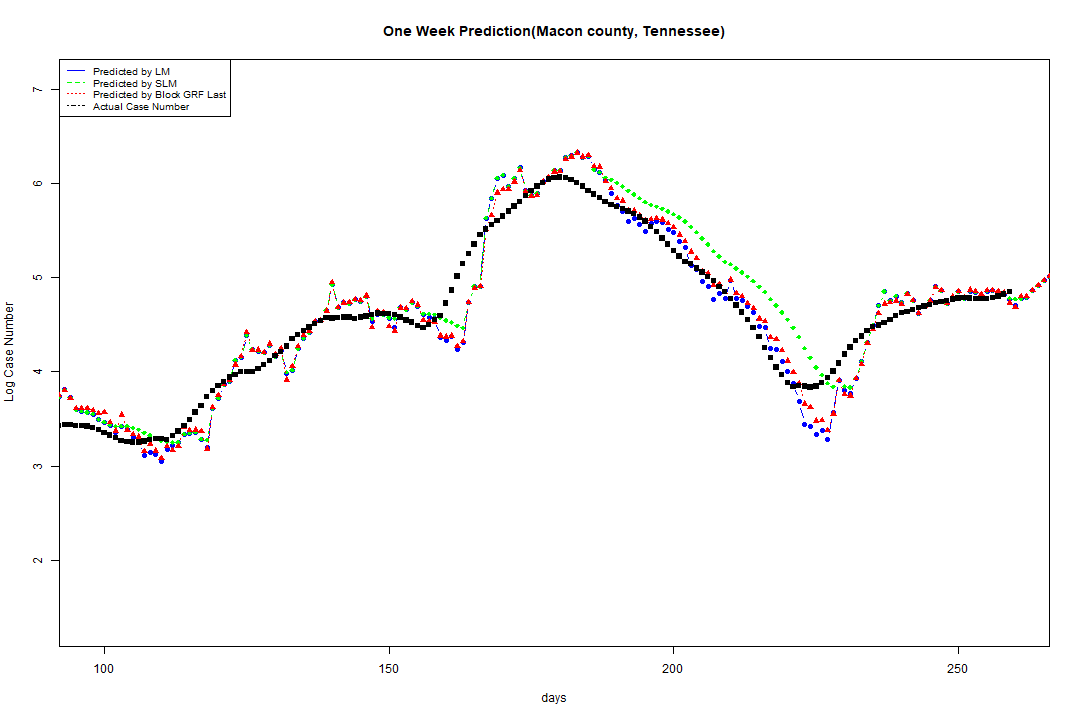 One Week Prediction(Macon county, Tennessee)
Predicted by LM
Predicted by SLM
Predicted by Block GRF Last
Actual Case Number
7
6
5
4
3
2
Log Case Number
100 150 200 250
days